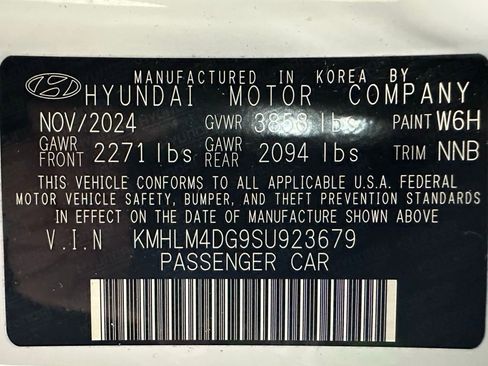 MANUFACTURED IN KOREA BY
HYUNDAI MOTOR COMPANY
NOV/2024 GVWR 3858 lbs PAINT W6H
GAWR FRONT 2271 lbs GAWR REAR 2094 lbs TRIM NNB
THIS VEHICLE CONFORMS TO ALL APPLICABLE U.S.A. FEDERAL
MOTOR VEHICLE SAFETY, BUMPER, AND THEFT PREVENTION STANDARDS
IN EFFECT ON THE DATE OF MANUFACTURE SHOWN ABOVE
V.I.N KMHLM4DG9SU923679
PASSENGER CAR